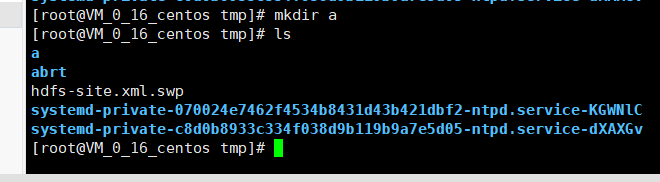 [root@VM_0_16_centos tmp]# mkdir a
[root@VM_0_16_centos tmp]# ls
a
abrt
hdfs-site.xml.swp
systemd-private-070024e7462f4534b8431d43b421dbf2-ntpd.service-KGWNlC
systemd-private-c8d0b8933c334f038d9b119b9a7e5d05-ntpd.service-dXAXGv
[root@VM_0_16_centos tmp]#